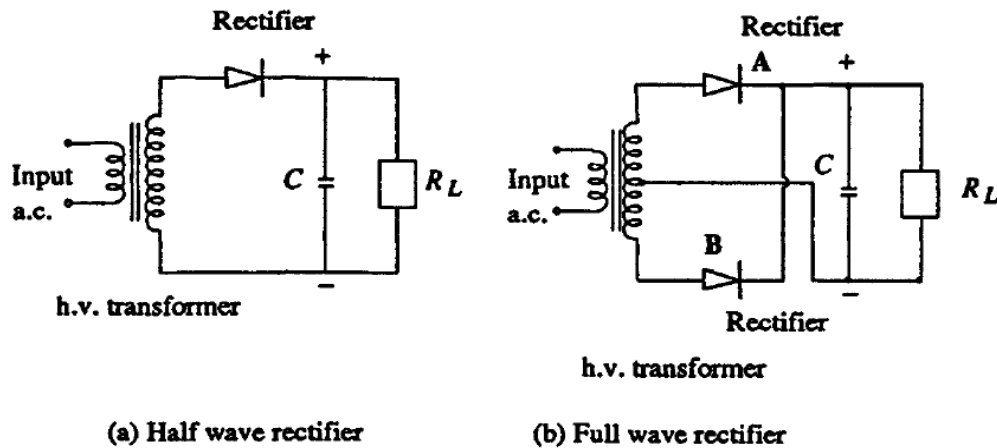 Rectifier
+
Input
a.c.
C
R_L
−
h.v. transformer
(a) Half wave rectifier
Rectifier
A
+
Input
a.c.
C
R_L
B
−
Rectifier
h.v. transformer
(b) Full wave rectifier